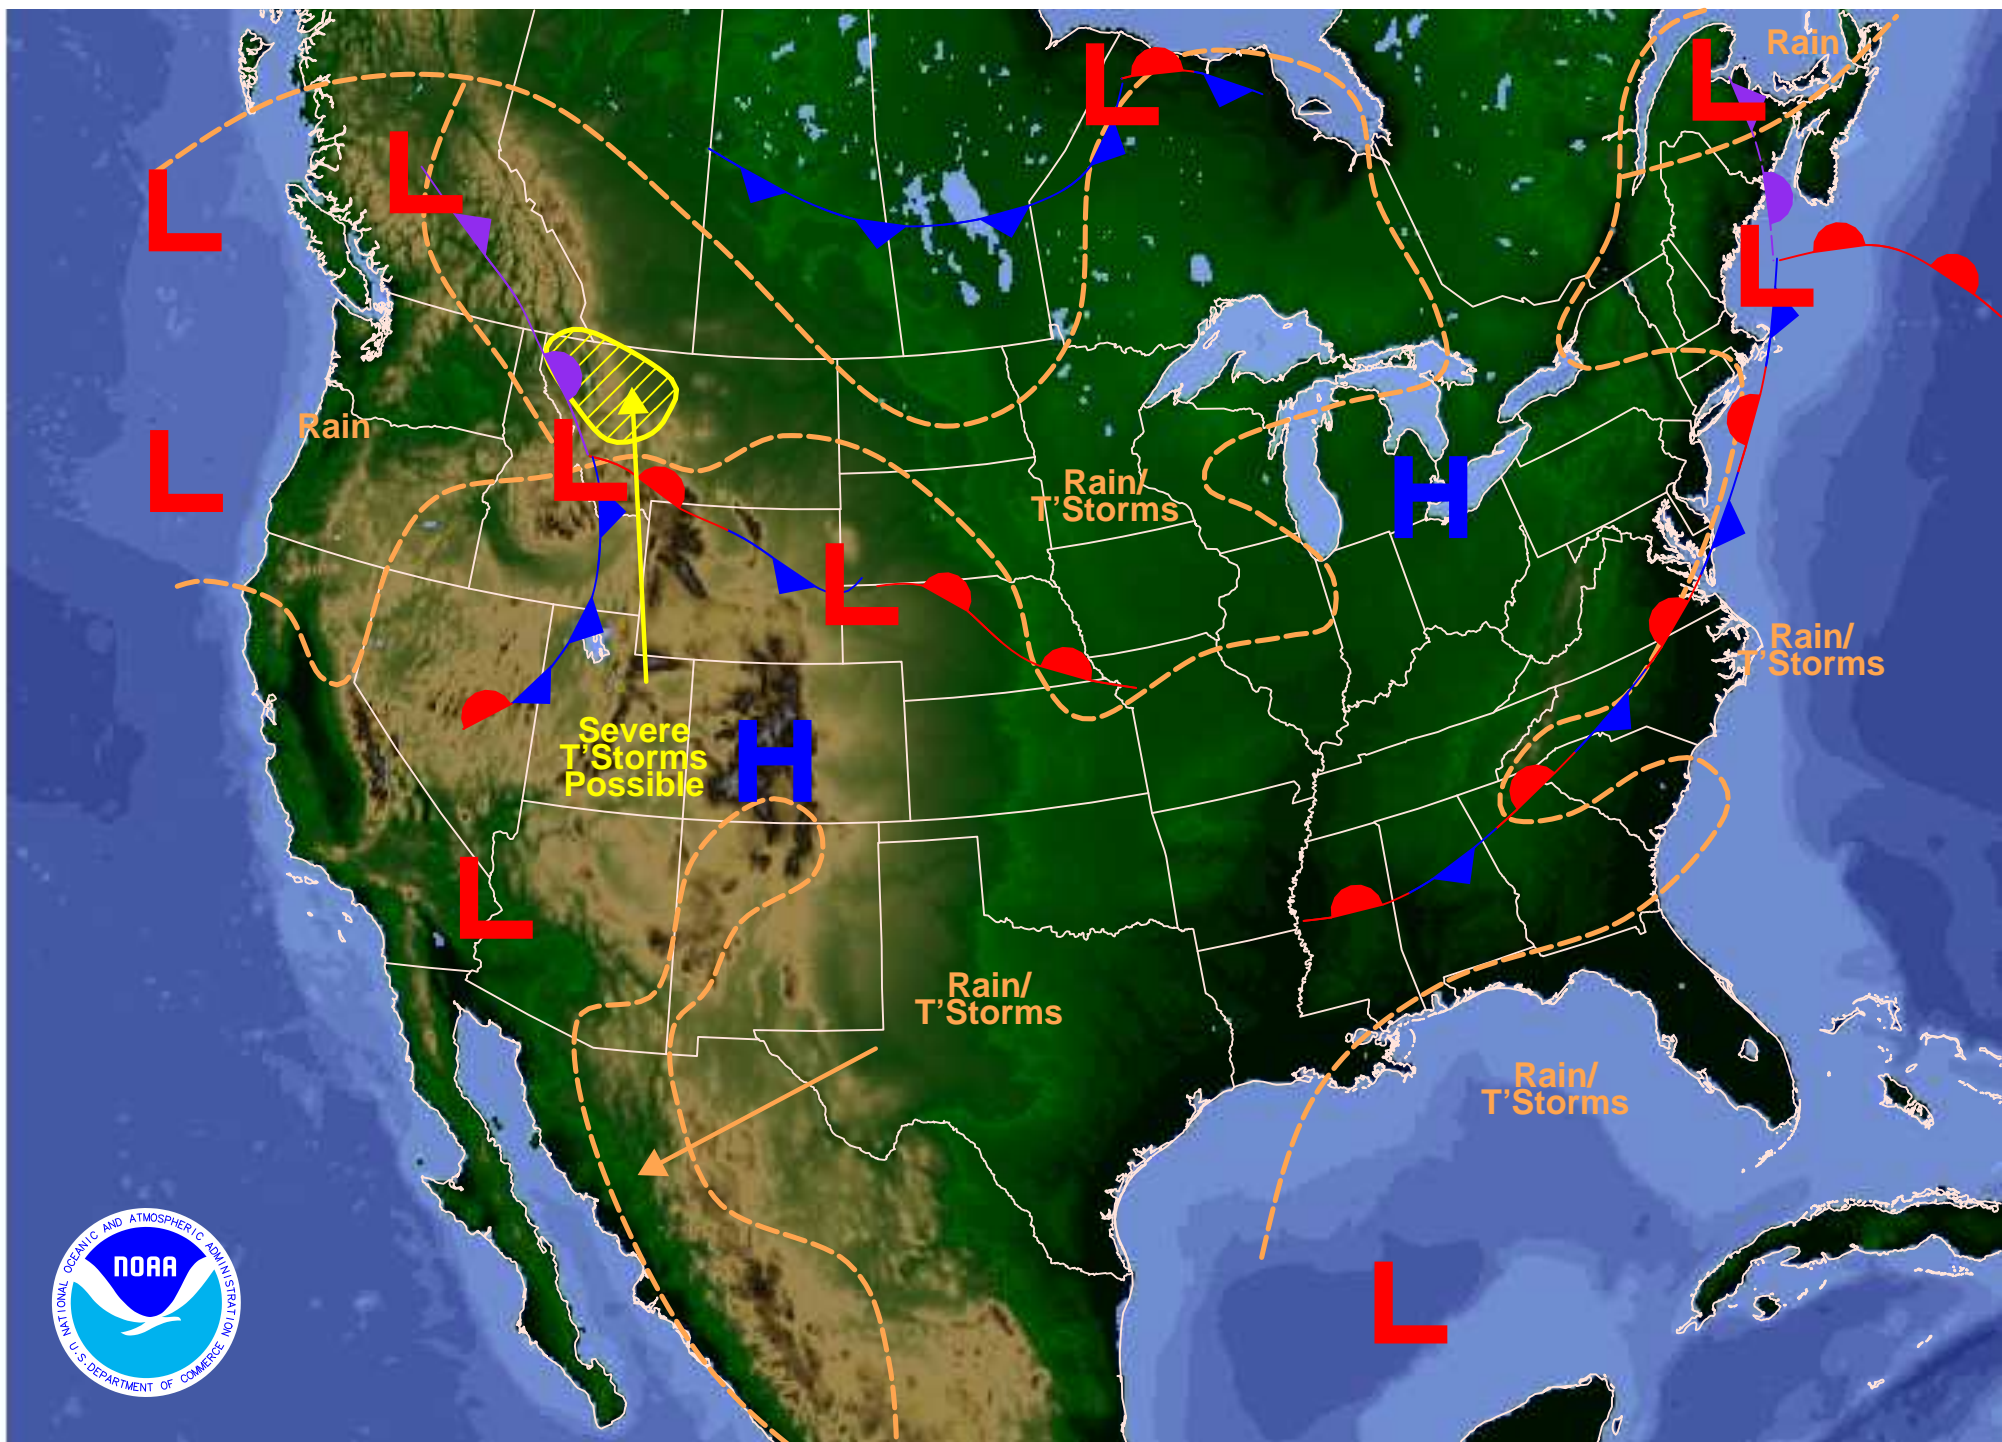 Rain
L
L
L
L
L
Rain
L
L
Rain/
T'Storms
H
L
L
Rain/
T'Storms
Severe
T'Storms
Possible
H
L
Rain/
T'Storms
Rain/
T'Storms
L
NATIONAL OCEANIC AND ATMOSPHERIC ADMINISTRATION
NOAA
U.S. DEPARTMENT OF COMMERCE